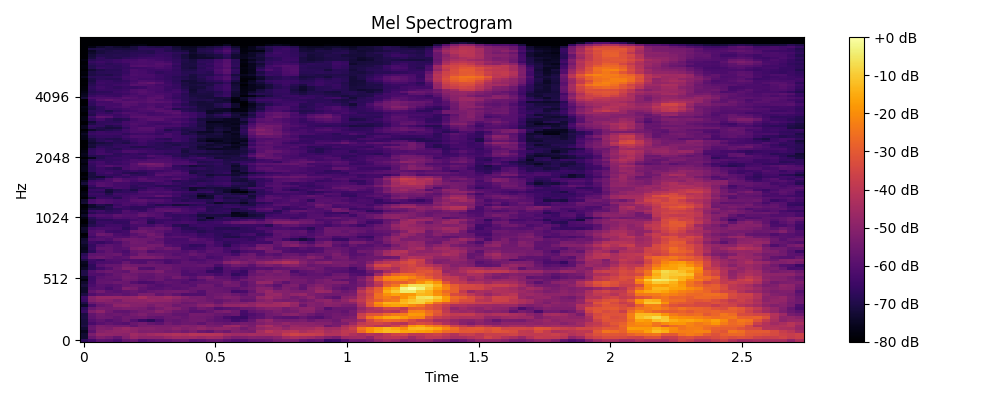 Mel Spectrogram
Hz
4096
2048
1024
512
0
0
0.5
1
1.5
2
2.5
Time
+0 dB
-10 dB
-20 dB
-30 dB
-40 dB
-50 dB
-60 dB
-70 dB
-80 dB